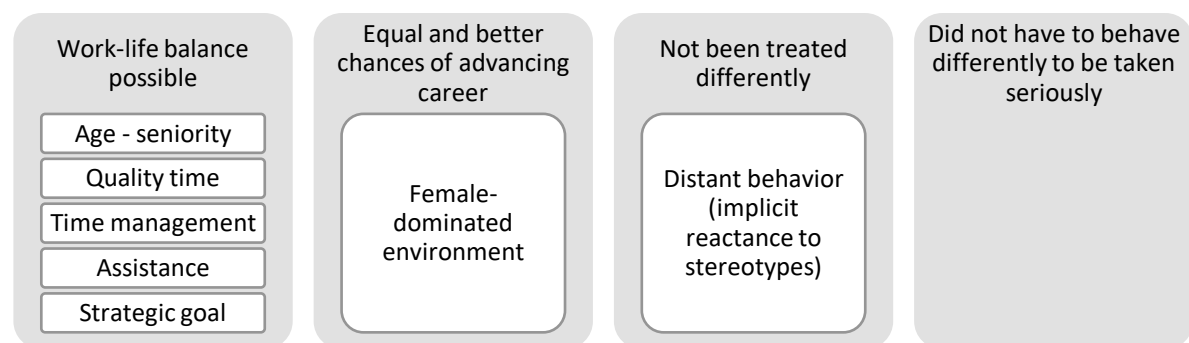 Work-life balance
possible
Age - seniority
Quality time
Time management
Assistance
Strategic goal
Equal and better
chances of advancing
career
Female-
dominated
environment
Not been treated
differently
Distant behavior
(implicit
reactance to
stereotypes)
Did not have to behave
differently to be taken
seriously